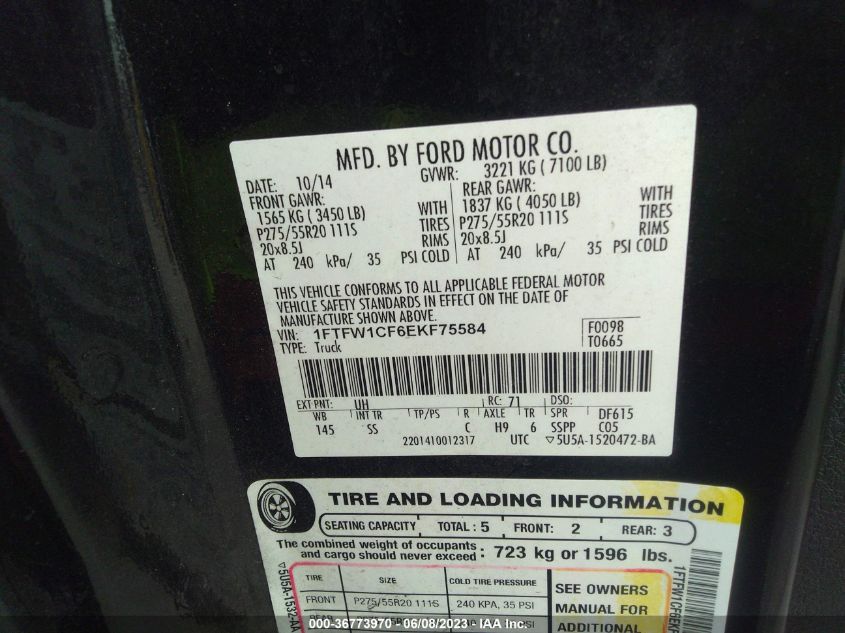 MFD. BY FORD MOTOR CO.
DATE: 10/14 GVWR: 3221 KG ( 7100 LB)
FRONT GAWR: REAR GAWR:
1565 KG ( 3450 LB) WITH 1837 KG ( 4050 LB) WITH
P275/55R20 111S TIRES P275/55R20 111S TIRES
20x8.5J RIMS 20x8.5J RIMS
AT 240 kPa/ 35 PSI COLD AT 240 kPa/ 35 PSI COLD
THIS VEHICLE CONFORMS TO ALL APPLICABLE FEDERAL MOTOR
VEHICLE SAFETY STANDARDS IN EFFECT ON THE DATE OF
MANUFACTURE SHOWN ABOVE.
VIN: 1FTFW1CF6EKF75584 F0098
TYPE: Truck T0665
EXT PNT: UH RC: 71 DSO:
WB INT TR TP/PS R AXLE TR SPR DF615
145 SS C H9 6 SSPP C05
2201410012317 UTC ▽5U5A-1520472-BA
TIRE AND LOADING INFORMATION
SEATING CAPACITY TOTAL : 5 FRONT: 2 REAR: 3
The combined weight of occupants
and cargo should never exceed : 723 kg or 1596 lbs.
TIRE SIZE COLD TIRE PRESSURE SEE OWNERS
FRONT P275/55R20 111S 240 KPA, 35 PSI MANUAL FOR
ADDITIONAL
000-36773970 - 06/08/2023 - IAA Inc.